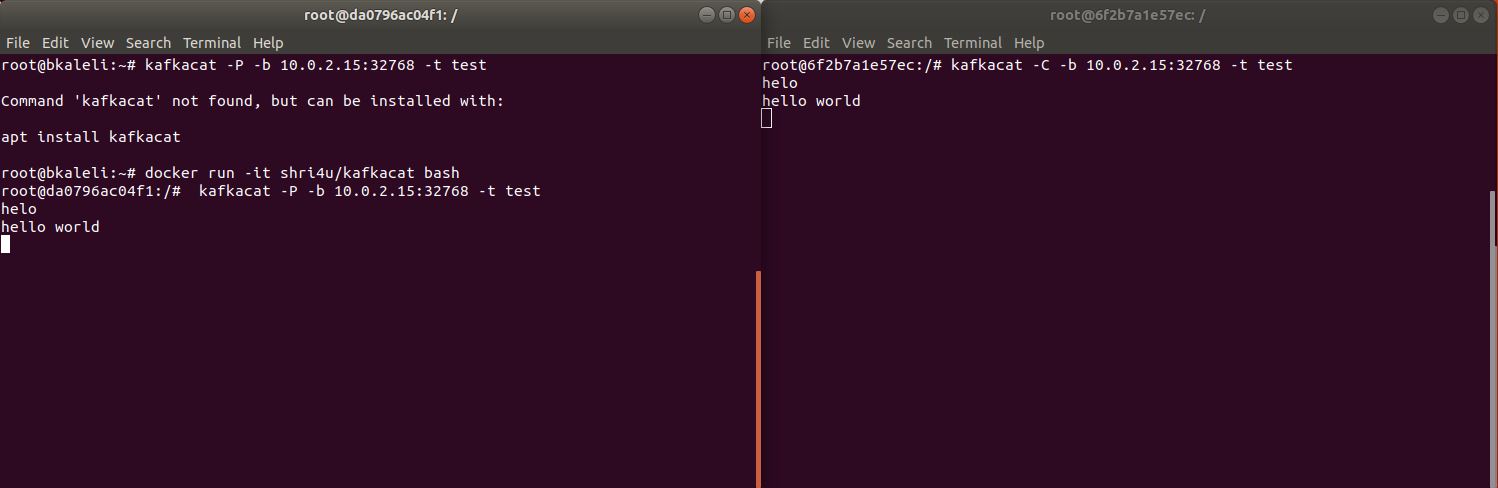 root@da0796ac04f1: /
File Edit View Search Terminal Help
root@bkaleli:~# kafkacat -P -b 10.0.2.15:32768 -t test
Command 'kafkacat' not found, but can be installed with:
apt install kafkacat
root@bkaleli:~# docker run -it shri4u/kafkacat bash
root@da0796ac04f1:/#  kafkacat -P -b 10.0.2.15:32768 -t test
helo
hello world
root@6f2b7a1e57ec: /
File Edit View Search Terminal Help
root@6f2b7a1e57ec:/# kafkacat -C -b 10.0.2.15:32768 -t test
helo
hello world